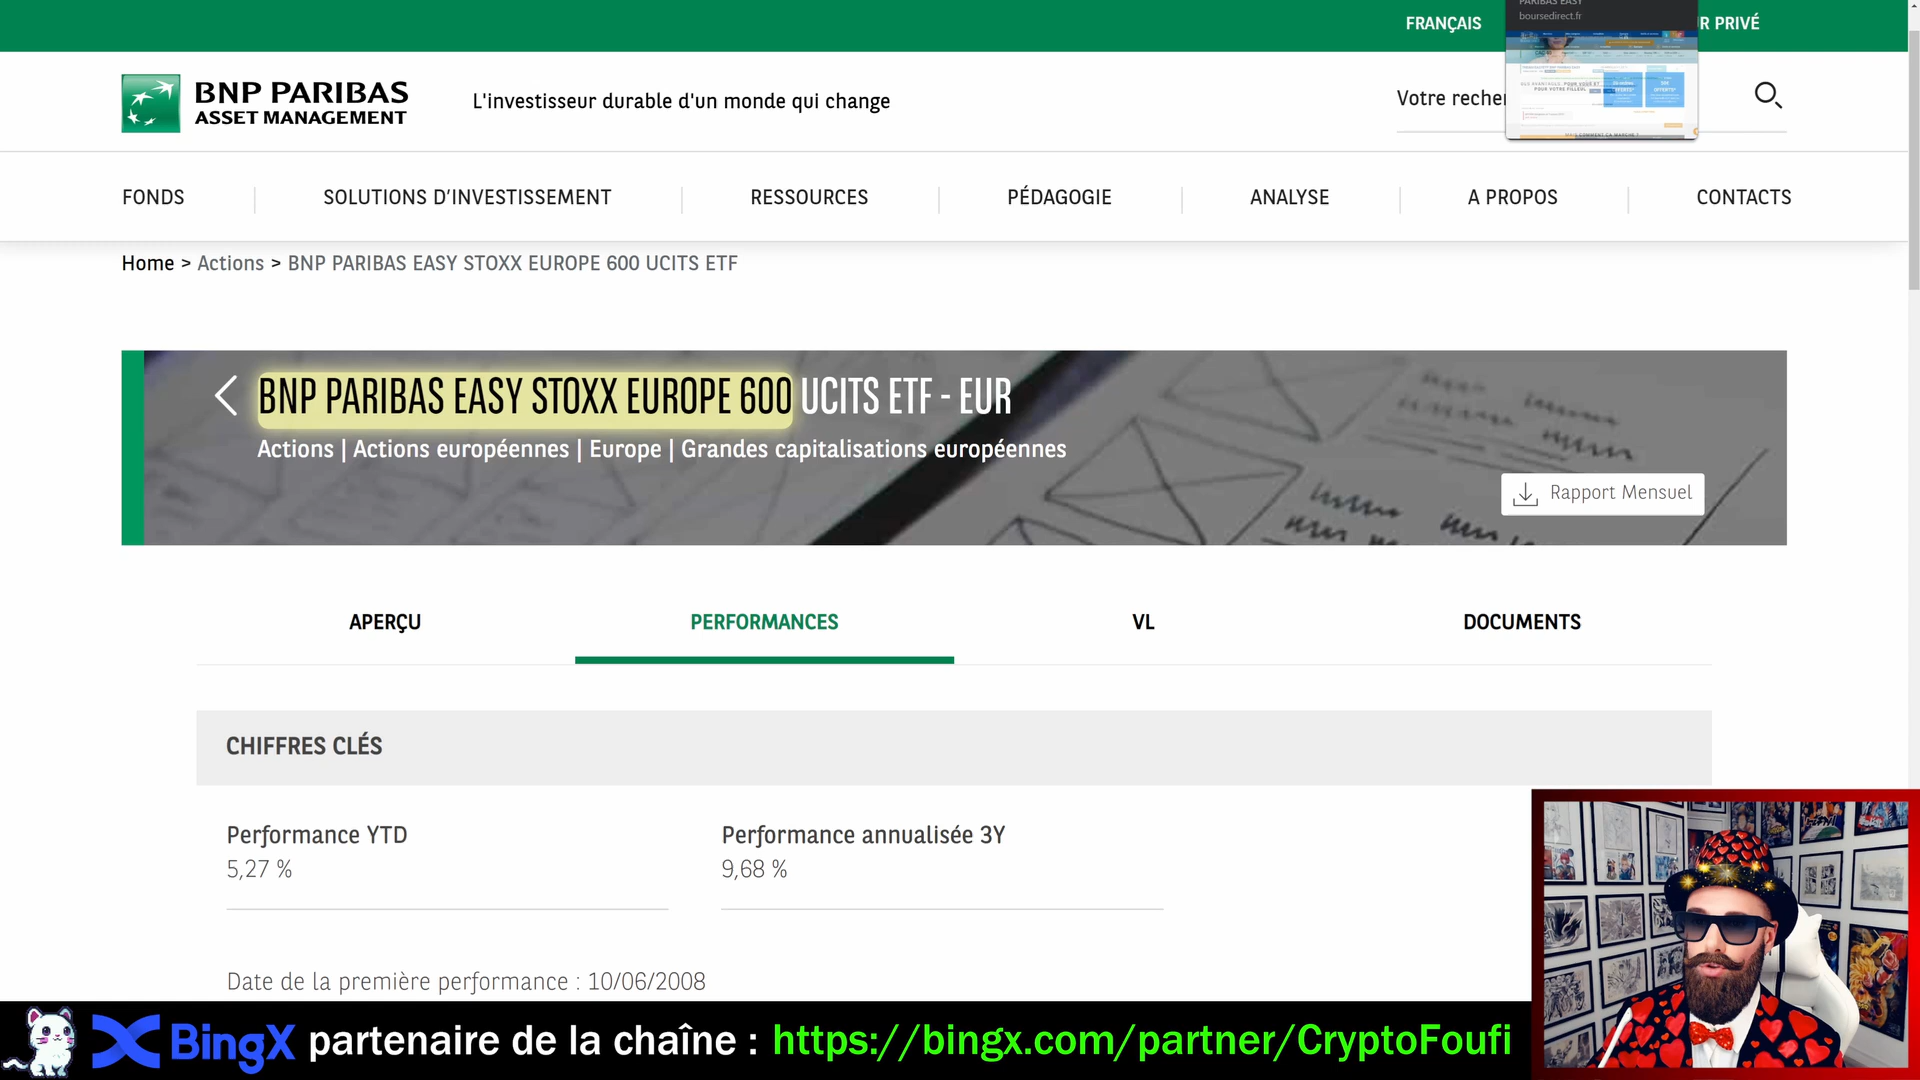 FRANÇAIS
PARIBAS EASY
boursedirect.fr
R PRIVÉ
BNP PARIBAS
ASSET MANAGEMENT
L'investisseur durable d'un monde qui change
Votre recher
FONDS
SOLUTIONS D'INVESTISSEMENT
RESSOURCES
PÉDAGOGIE
ANALYSE
A PROPOS
CONTACTS
Home > Actions > BNP PARIBAS EASY STOXX EUROPE 600 UCITS ETF
BNP PARIBAS EASY STOXX EUROPE 600 UCITS ETF - EUR
Actions | Actions européennes | Europe | Grandes capitalisations européennes
Rapport Mensuel
APERÇU
PERFORMANCES
VL
DOCUMENTS
CHIFFRES CLÉS
Performance YTD
5,27 %
Performance annualisée 3Y
9,68 %
Date de la première performance : 10/06/2008
BingX partenaire de la chaîne : https://bingx.com/partner/CryptoFoufi